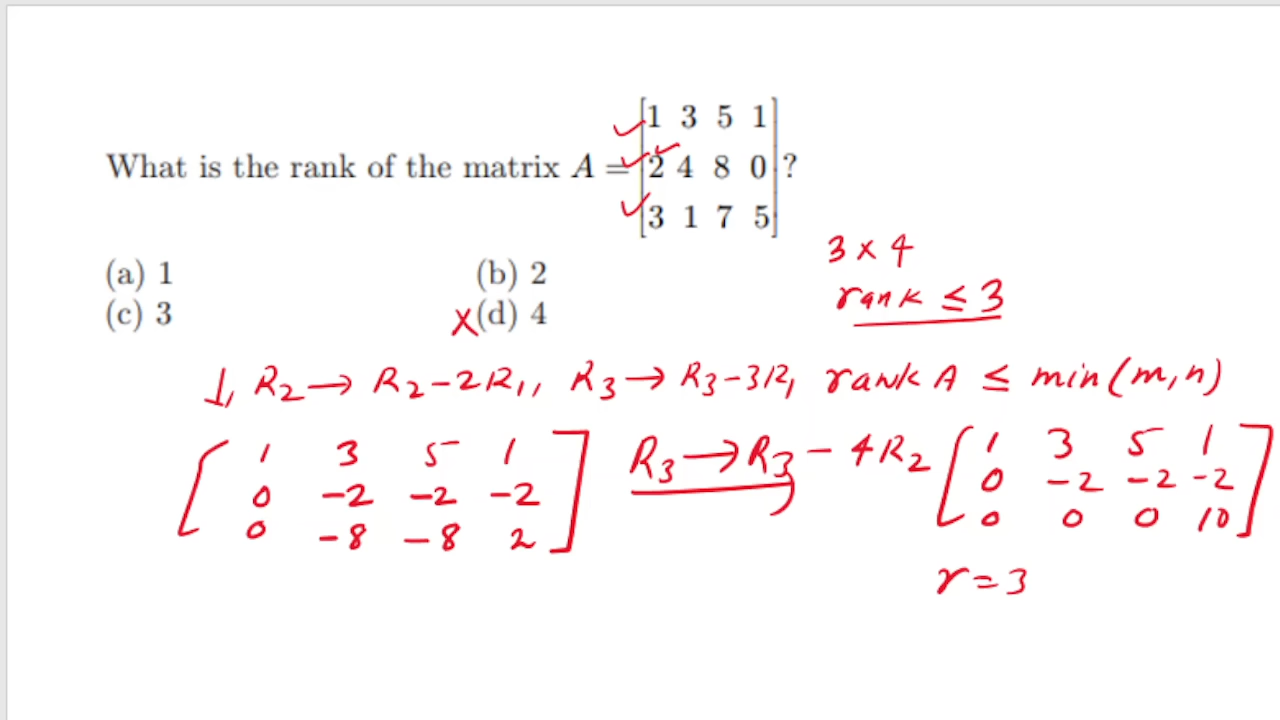 What is the rank of the matrix A = [1 3 5 1
2 4 8 0
3 1 7 5] ?
(a) 1 (b) 2
(c) 3 x(d) 4
3 x 4
rank ≤ 3
↓, R2 → R2 - 2R1, , R3 → R3 - 3R1 rank A ≤ min(m,n)
[1 3 5 1
0 -2 -2 -2
0 -8 -8 2]
R3 → R3 - 4R2
[1 3 5 1
0 -2 -2 -2
0 0 0 10]
r = 3